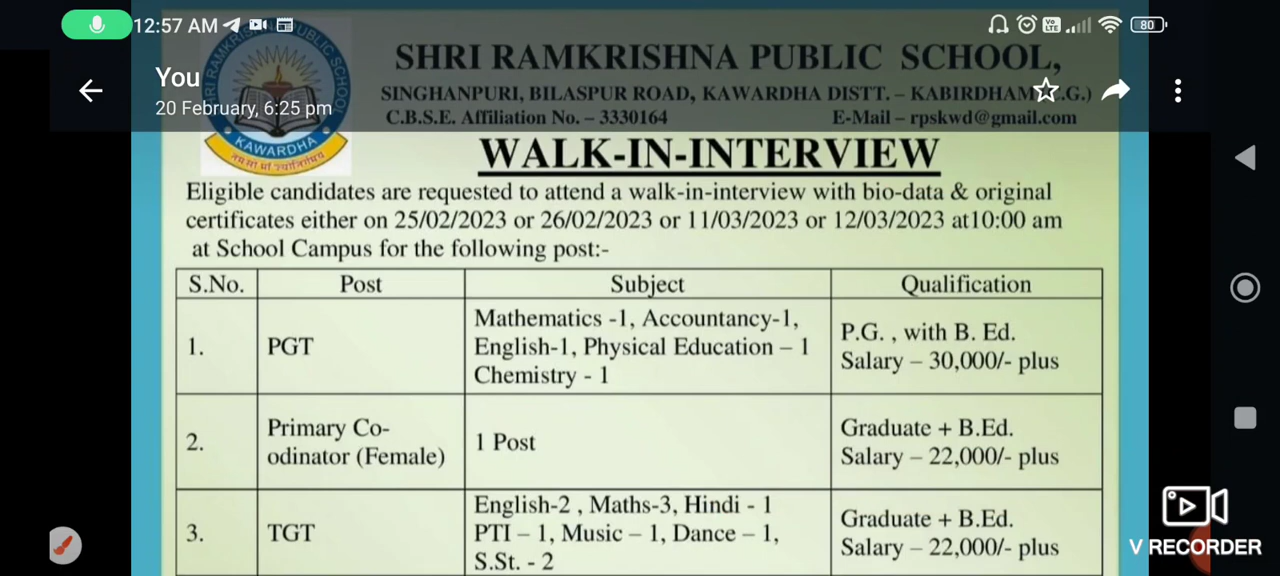 12:57 AM
Vo
LTE
80
You
20 February, 6:25 pm
RAMKRISHNA PUBLIC SCHOOL
KAWARDHA
SHRI RAMKRISHNA PUBLIC SCHOOL,
SINGHANPURI, BILASPUR ROAD, KAWARDHA DISTT. – KABIRDHAM .G.)
C.B.S.E. Affiliation No. – 3330164 E-Mail – rpskwd@gmail.com
WALK-IN-INTERVIEW
Eligible candidates are requested to attend a walk-in-interview with bio-data & original
certificates either on 25/02/2023 or 26/02/2023 or 11/03/2023 or 12/03/2023 at10:00 am
at School Campus for the following post:-
S.No. Post Subject Qualification
1. PGT Mathematics -1, Accountancy-1,
English-1, Physical Education – 1
Chemistry - 1
P.G. , with B. Ed.
Salary – 30,000/- plus
2. Primary Co-
odinator (Female)
1 Post
Graduate + B.Ed.
Salary – 22,000/- plus
3. TGT English-2 , Maths-3, Hindi - 1
PTI – 1, Music – 1, Dance – 1,
S.St. - 2
Graduate + B.Ed.
Salary – 22,000/- plus
V RECORDER